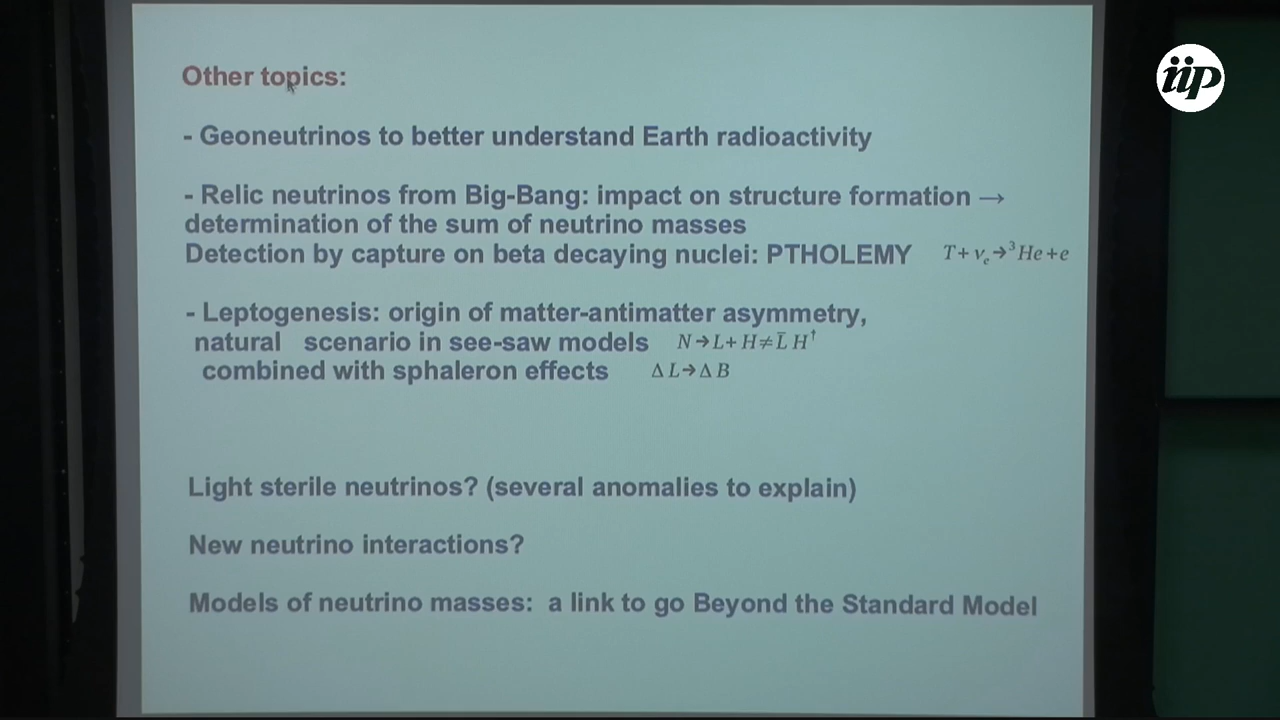 iip
Other topics:
- Geoneutrinos to better understand Earth radioactivity
- Relic neutrinos from Big-Bang: impact on structure formation →
determination of the sum of neutrino masses
Detection by capture on beta decaying nuclei: PTHOLEMY T+νₑ→³He+e
- Leptogenesis: origin of matter-antimatter asymmetry,
natural scenario in see-saw models N→L+H≠L̄ H†
combined with sphaleron effects Δ L→Δ B
Light sterile neutrinos? (several anomalies to explain)
New neutrino interactions?
Models of neutrino masses: a link to go Beyond the Standard Model